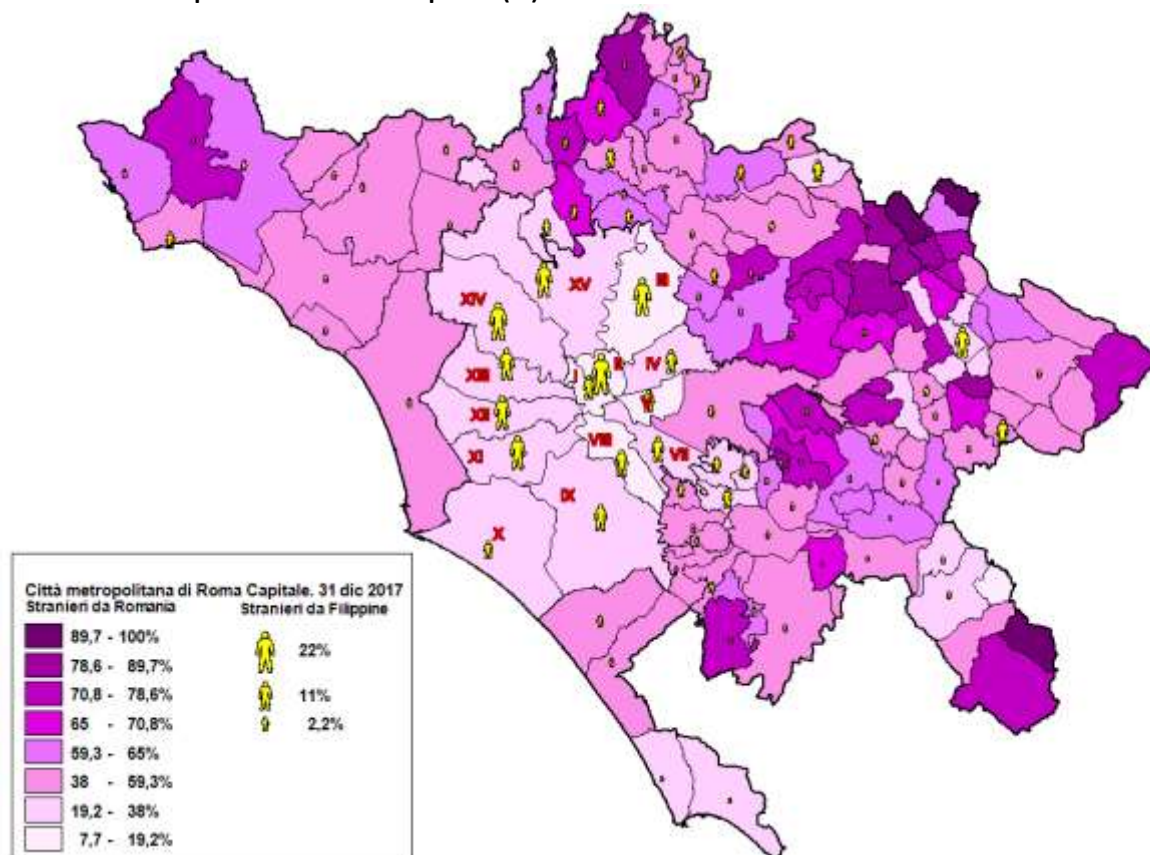 XIV
XV
III
XIII
I
II
IV
V
XII
VIII
VII
XI
IX
X
Città metropolitana di Roma Capitale. 31 dic 2017
Stranieri da Romania
Stranieri da Filippine
89,7 - 100%
78,6 - 89,7%
70,8 - 78,6%
65 - 70,8%
59,3 - 65%
38 - 59,3%
19,2 - 38%
7,7 - 19,2%
22%
11%
2,2%